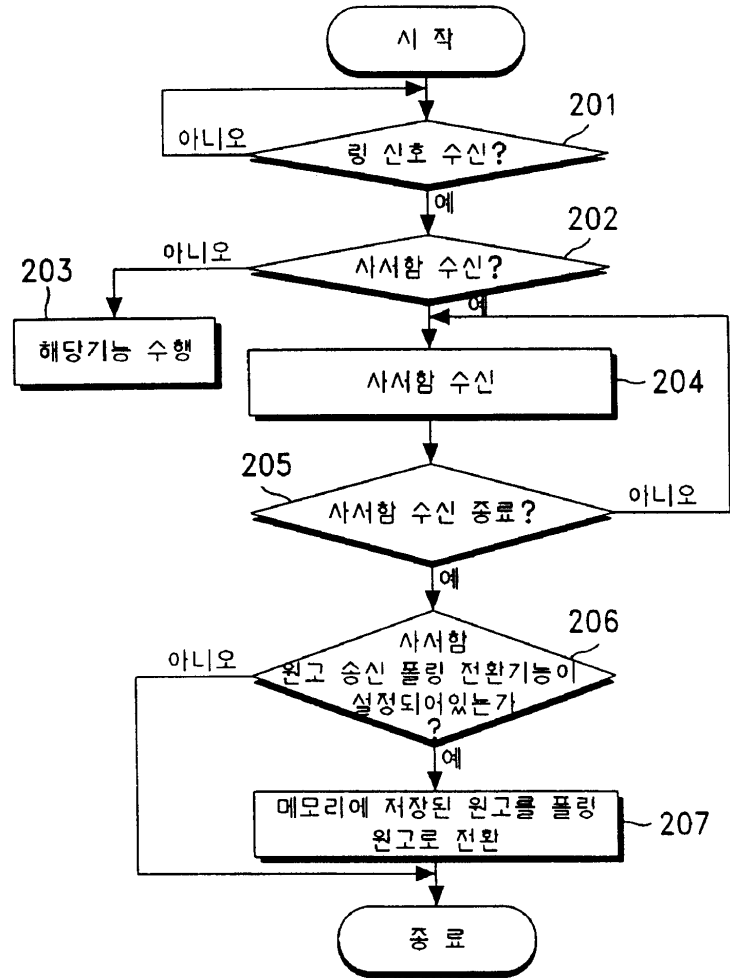 시 작
201
아니오
링 신호 수신?
예
202
아니오
사서함 수신?
203
예
해당기능 수행
사서함 수신
204
205
아니오
사서함 수신 종료?
예
206
사서함
아니오
원고 송신 폴링 전환기능이
설정되어있는가
?
예
메모리에 저장된 원고를 폴링
원고로 전환
207
종 료